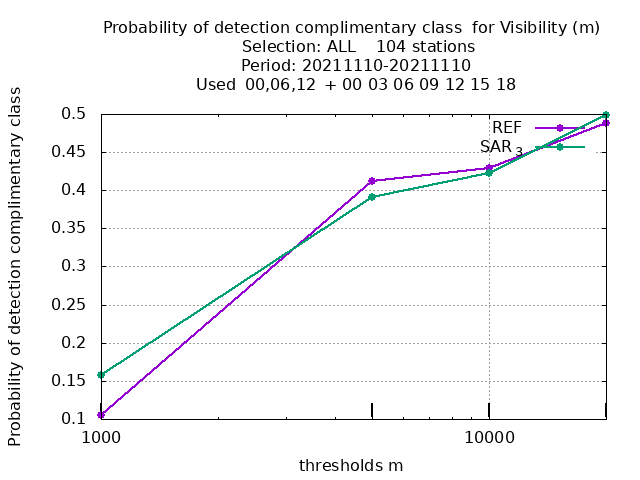 Probability of detection complimentary class for Visibility (m)
Selection: ALL 104 stations
Period: 20211110-20211110
Used 00,06,12 + 00 03 06 09 12 15 18
Probability of detection complimentary class
0.5
0.45
0.4
0.35
0.3
0.25
0.2
0.15
0.1
REF
SAR3
1000
10000
thresholds m